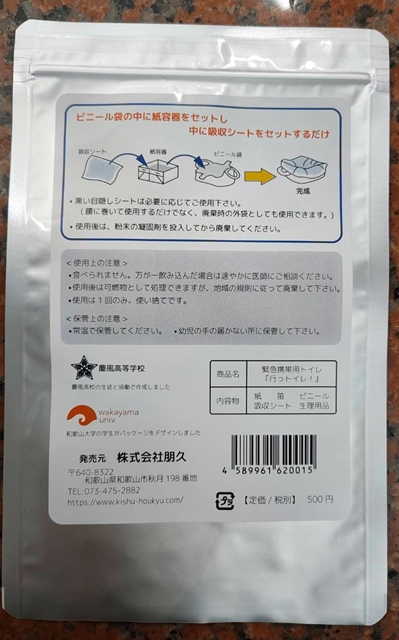 ビニール袋の中に紙容器をセットし
中に吸収シートをセットするだけ
吸収シート
紙容器
ビニール袋
完成
・黒い目隠しシートは必要に応じてご使用下さい。
(腰に巻いて使用するだけでなく、廃棄時の外袋としても使用できます。)
・使用後は、粉末の凝固剤を投入してから廃棄してください。
<使用上の注意>
・食べられません。万が一飲み込んだ場合は速やかに医師にご相談ください。
・使用後は可燃物として処理できますが、地域の規則に従って廃棄して下さい。
・使用は1回のみ、使い捨てです。
<保管上の注意>
・常温で保管してください。 ・幼児の手の届かない所に保管して下さい。
慶風高等学校
慶風高校の生徒と協働で作成しました
wakayama
univ.
和歌山大学の学生がパッケージをデザインしました
商品名 緊急携帯用トイレ
『行っトイレ!』
内容物 紙 苗 ビニール
吸収シート 生理用品
発売元 株式会社朋久
〒640-8322
和歌山県和歌山市秋月198番地
TEL.073-475-2882
https://www.kishu-houkyu.com/
4 589961 620015
プラ
【定価/税別】 500円